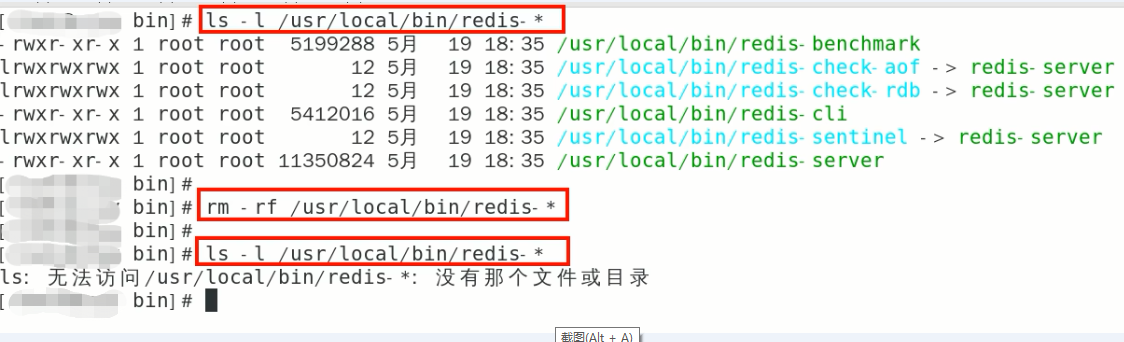 [ bin]# ls -l /usr/local/bin/redis-*
-rwxr-xr-x 1 root root 5199288 5月 19 18:35 /usr/local/bin/redis-benchmark
lrwxrwxrwx 1 root root 12 5月 19 18:35 /usr/local/bin/redis-check-aof -> redis-server
lrwxrwxrwx 1 root root 12 5月 19 18:35 /usr/local/bin/redis-check-rdb -> redis-server
-rwxr-xr-x 1 root root 5412016 5月 19 18:35 /usr/local/bin/redis-cli
lrwxrwxrwx 1 root root 12 5月 19 18:35 /usr/local/bin/redis-sentinel -> redis-server
-rwxr-xr-x 1 root root 11350824 5月 19 18:35 /usr/local/bin/redis-server
[ bin]#
[ bin]# rm -rf /usr/local/bin/redis-*
[ bin]#
[ bin]# ls -l /usr/local/bin/redis-*
ls: 无法访问/usr/local/bin/redis-*: 没有那个文件或目录
[ bin]#
截图(Alt + A)